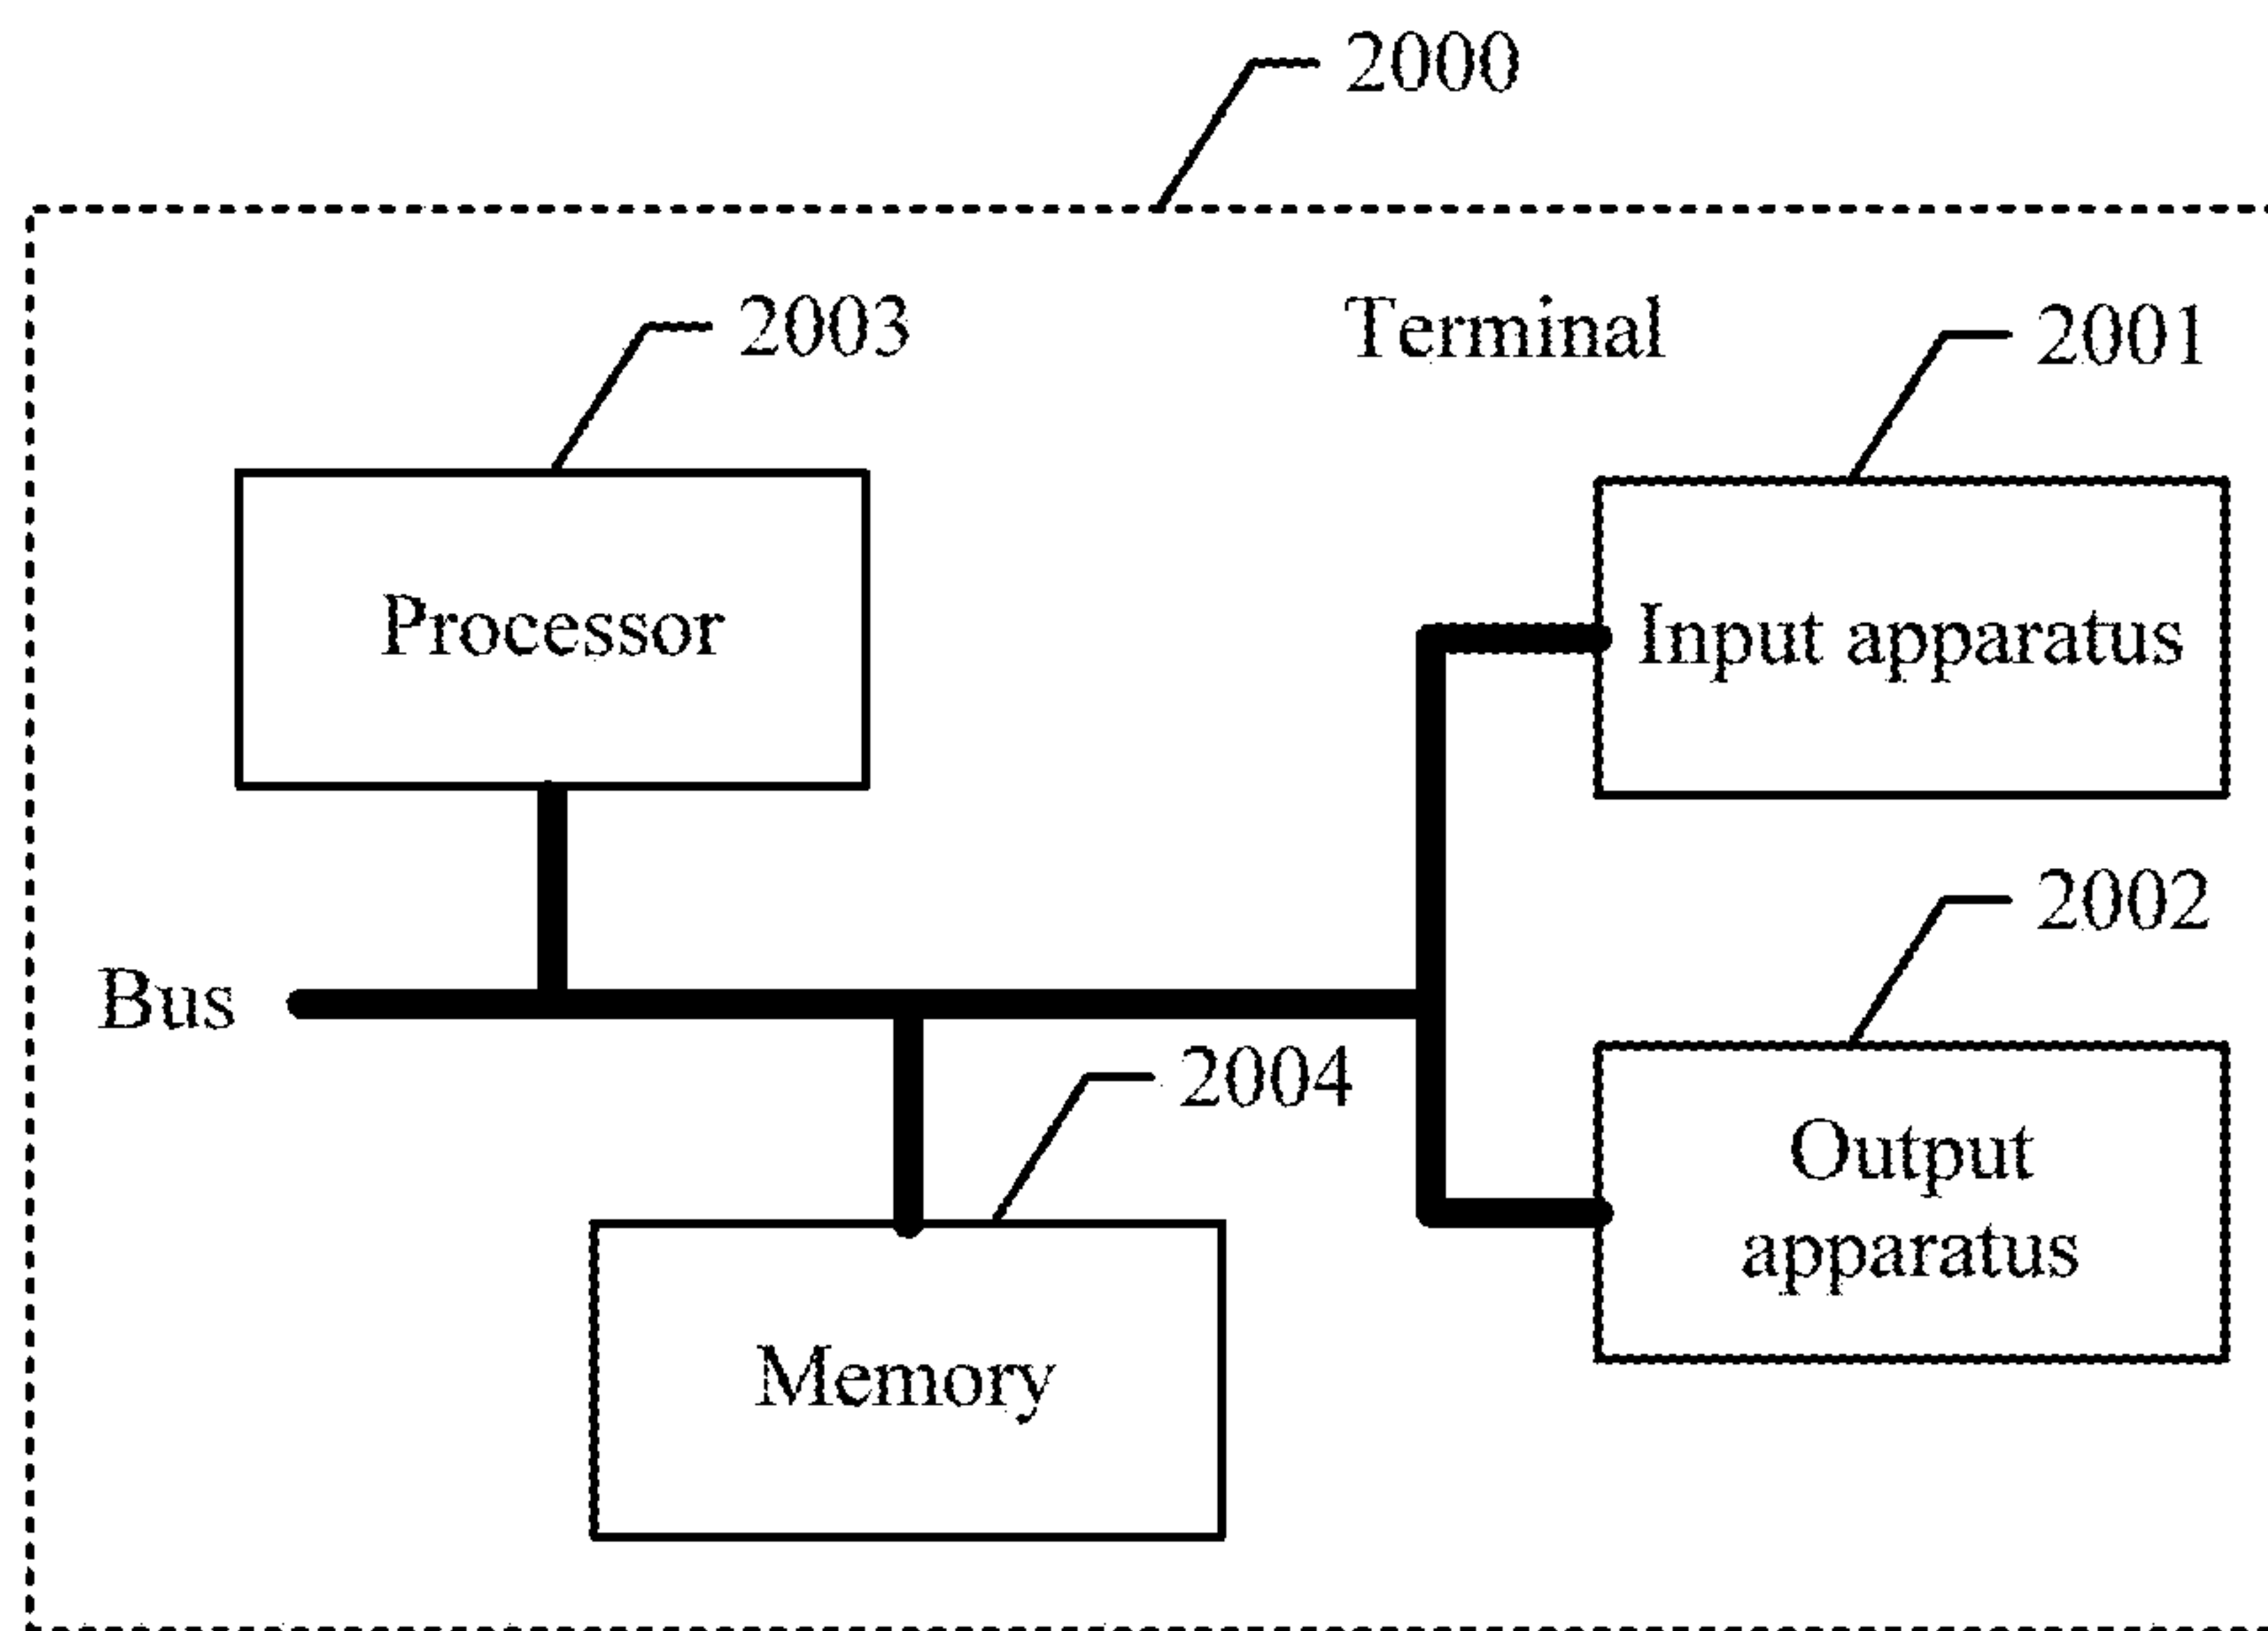 2000
2003
Terminal
2001
Processor
Input apparatus
2002
Bus
2004
Output
apparatus
Memory